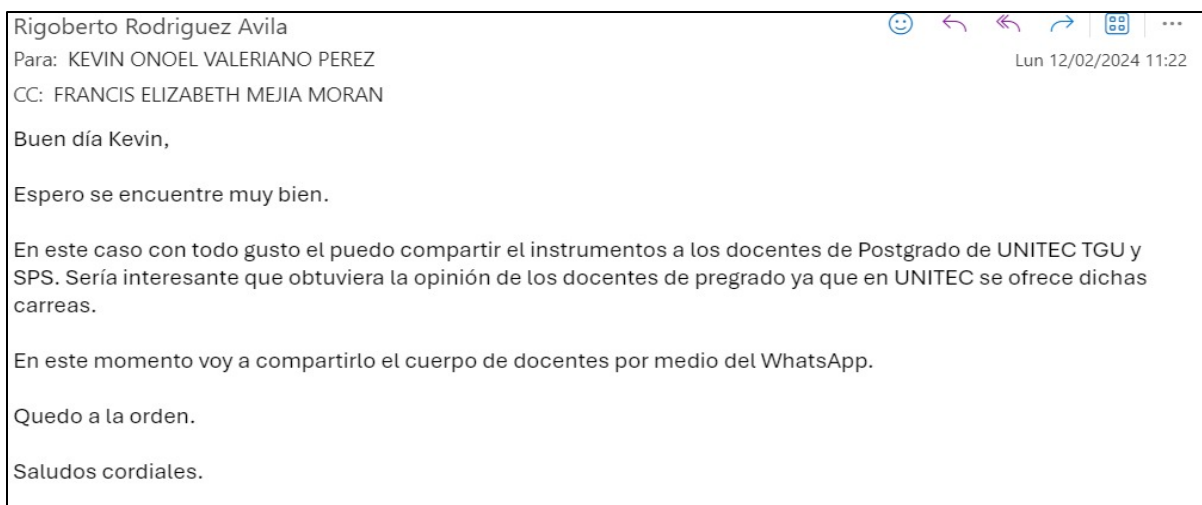 Rigoberto Rodriguez Avila
Para: KEVIN ONOEL VALERIANO PEREZ
Lun 12/02/2024 11:22
CC: FRANCIS ELIZABETH MEJIA MORAN
Buen día Kevin,
Espero se encuentre muy bien.
En este caso con todo gusto el puedo compartir el instrumentos a los docentes de Postgrado de UNITEC TGU y
SPS. Sería interesante que obtuviera la opinión de los docentes de pregrado ya que en UNITEC se ofrece dichas
carreas.
En este momento voy a compartirlo el cuerpo de docentes por medio del WhatsApp.
Quedo a la orden.
Saludos cordiales.